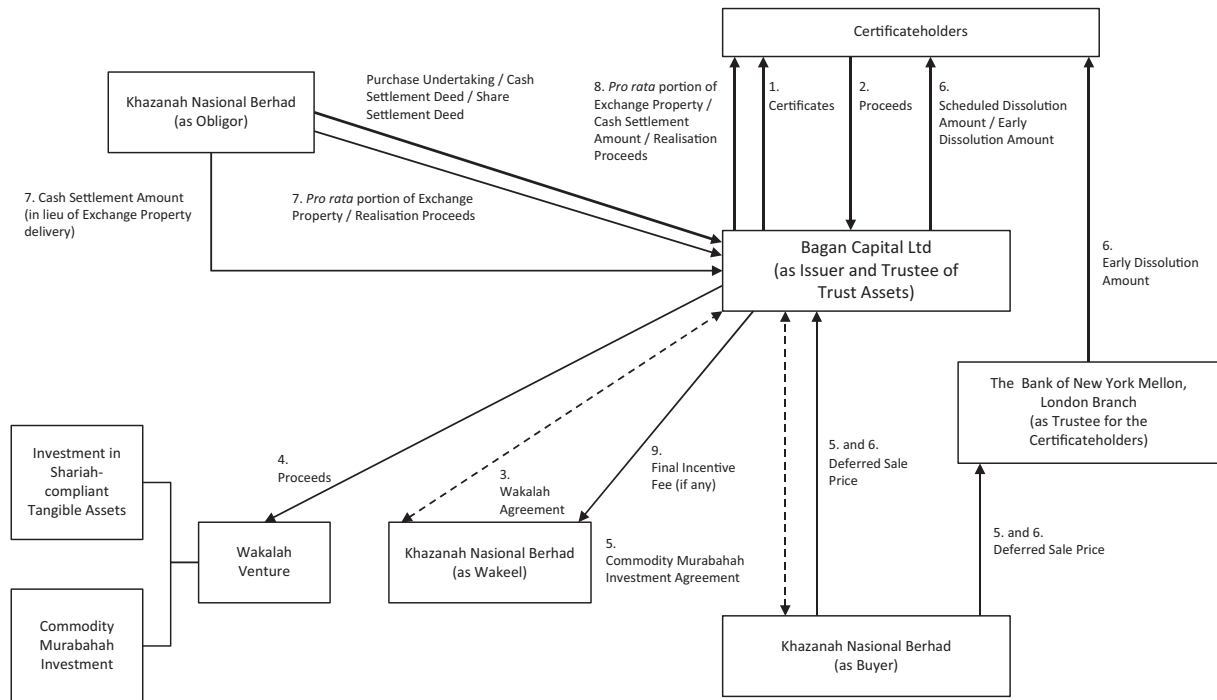 Certificateholders
Khazanah Nasional Berhad
(as Obligor)
Purchase Undertaking / Cash
Settlement Deed / Share
Settlement Deed
8. Pro rata portion of
Exchange Property /
Cash Settlement
Amount / Realisation
Proceeds
1.
Certificates
2.
Proceeds
6.
Scheduled Dissolution
Amount / Early
Dissolution Amount
7. Cash Settlement Amount
(in lieu of Exchange Property
delivery)
7. Pro rata portion of Exchange
Property / Realisation Proceeds
Bagan Capital Ltd
(as Issuer and Trustee of
Trust Assets)
6.
Early Dissolution
Amount
The Bank of New York Mellon,
London Branch
(as Trustee for the
Certificateholders)
Investment in
Shariah-
compliant
Tangible Assets
4.
Proceeds
3.
Wakalah
Agreement
9.
Final Incentive
Fee (if any)
5. and 6.
Deferred Sale
Price
Wakalah
Venture
Khazanah Nasional Berhad
(as Wakeel)
5.
Commodity Murabahah
Investment Agreement
5. and 6.
Deferred Sale Price
Commodity
Murabahah
Investment
Khazanah Nasional Berhad
(as Buyer)